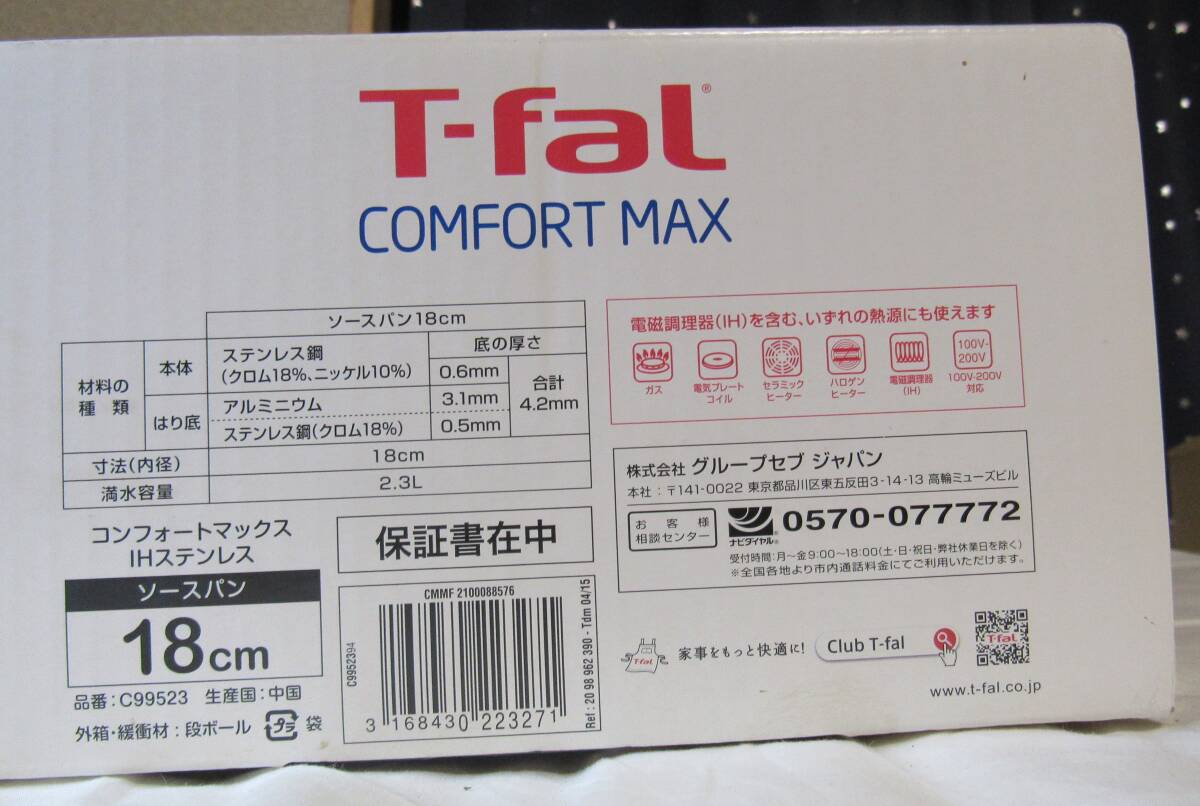 T-fal®
COMFORT MAX
ソースパン18cm
材料の
種 類
本体
ステンレス鋼
(クロム18%、ニッケル10%)
底の厚さ
0.6mm
はり底
アルミニウム
3.1mm
ステンレス鋼(クロム18%)
0.5mm
合計
4.2mm
寸法(内径)
18cm
満水容量
2.3L
電磁調理器(IH)を含む、いずれの熱源にも使えます
ガス
電気プレート
コイル
セラミック
ヒーター
ハロゲン
ヒーター
電磁調理器
(IH)
100V-
200V
100V-200V
対応
株式会社 グループセブ ジャパン
本社:〒141-0022 東京都品川区東五反田3-14-13 高輪ミューズビル
お 客 様
相談センター
ナビダイヤル®
0570-077772
受付時間:月~金9:00~18:00(土・日・祝日・弊社休業日を除く)
※全国各地より市内通話料金にてご利用いただけます。
コンフォートマックス
IHステンレス
ソースパン
18cm
品番:C99523 生産国:中国
外箱・緩衝材:段ボール プラ 袋
保証書在中
CMMF 2100088576
C9952394
3 168430 223271
Ref : 20 98 962 390 - Tdm 04/15
T-fal
家事をもっと快適に!
Club T-fal
T-fal
www.t-fal.co.jp